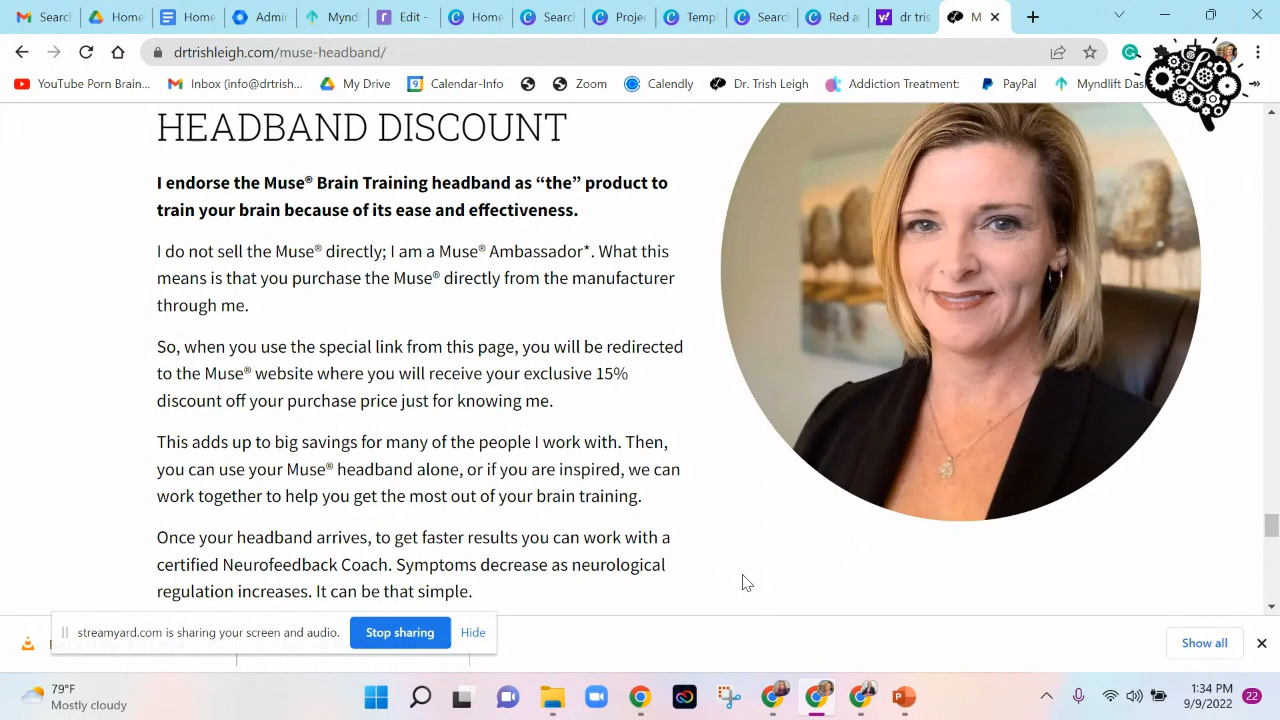 Searc
Home
Home
Admir
Mynd
Edit -
Home
Searcl
Proje
Temp
Searc
Red a
dr tris
M
drtrishleigh.com/muse-headband/
YouTube Porn Brain...
Inbox (info@drtrish...
My Drive
Calendar
info
Zoom
Calendly
Dr. Trish Leigh
Addiction Treatment:
PayPal
Myndlift Das
HEADBAND DISCOUNT
I endorse the Muse® Brain Training headband as “the” product to
train your brain because of its ease and effectiveness.
I do not sell the Muse® directly; I am a Muse® Ambassador*. What this
means is that you purchase the Muse® directly from the manufacturer
through me.
So, when you use the special link from this page, you will be redirected
to the Muse® website where you will receive your exclusive 15%
discount off your purchase price just for knowing me.
This adds up to big savings for many of the people I work with. Then,
you can use your Muse® headband alone, or if you are inspired, we can
work together to help you get the most out of your brain training.
Once your headband arrives, to get faster results you can work with a
certified Neurofeedback Coach. Symptoms decrease as neurological
regulation increases. It can be that simple.
streamyard.com is sharing your screen and audio.
Stop sharing
Hide
Show all
79°F
Mostly cloudy
1:34 PM
9/9/2022
22